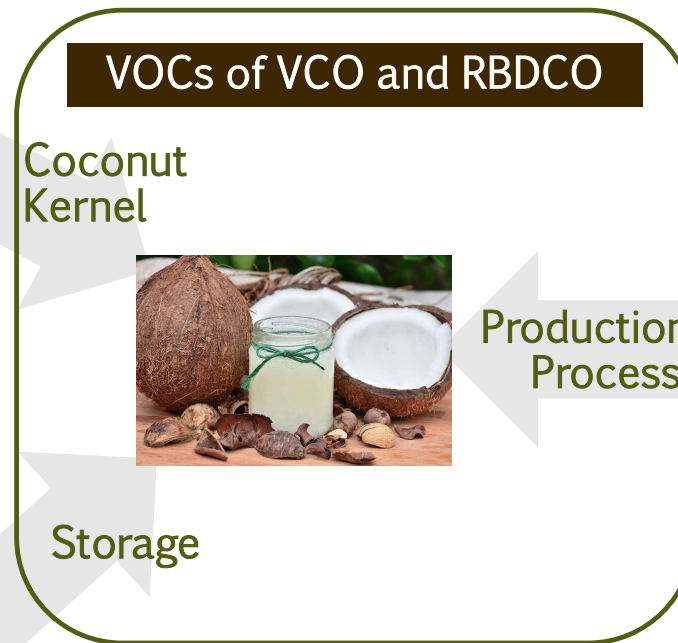 VOCs of VCO and RBDCO
Coconut
Kernel
Production
Process
Storage